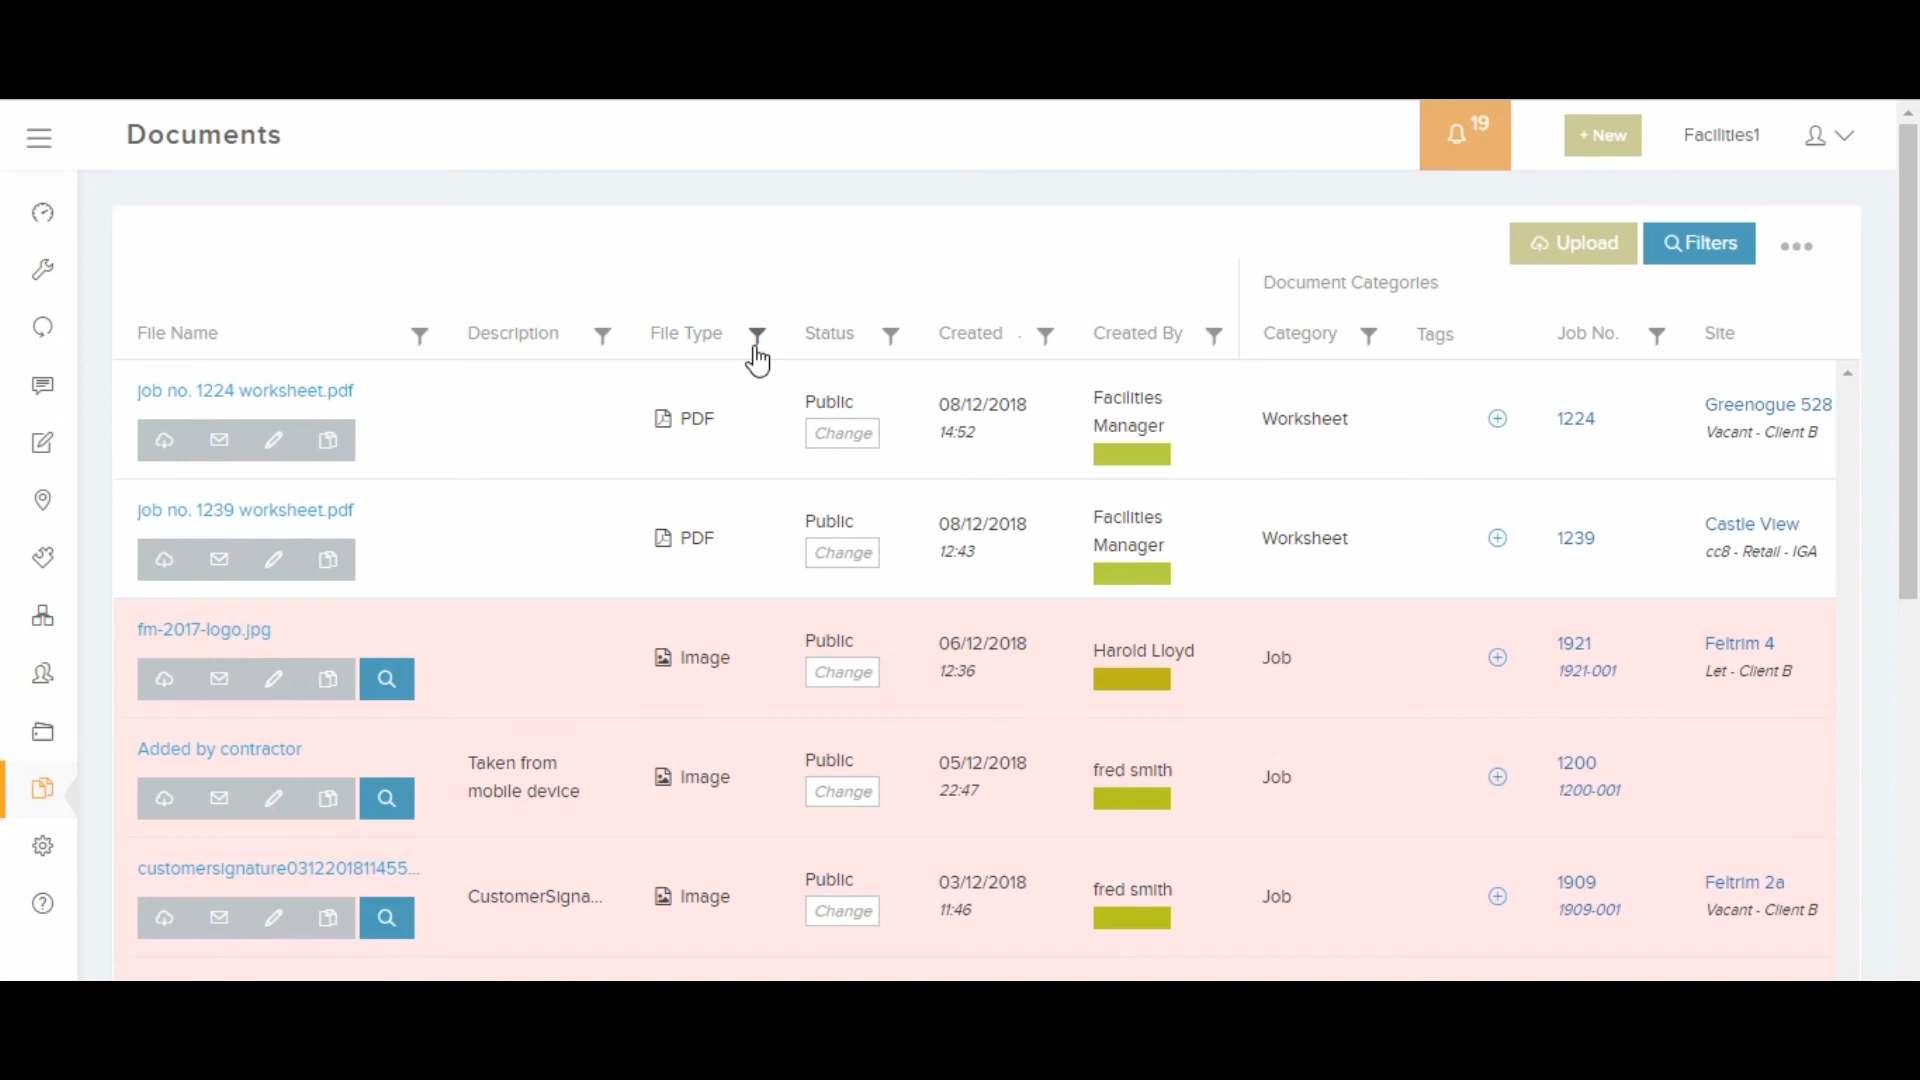 Documents
19
+ New
Facilities1
Upload
Filters
Document Categories
File Name
Description
File Type
Status
Created
Created By
Category
Tags
Job No.
Site
job no. 1224 worksheet.pdf
PDF
Public
Change
08/12/2018
14:52
Facilities
Manager
Worksheet
1224
Greenogue 528
Vacant - Client B
job no. 1239 worksheet.pdf
PDF
Public
Change
08/12/2018
12:43
Facilities
Manager
Worksheet
1239
Castle View
cc8 - Retail - IGA
fm-2017-logo.jpg
Image
Public
Change
06/12/2018
12:36
Harold Lloyd
Job
1921
1921-001
Feltrim 4
Let - Client B
Added by contractor
Taken from
mobile device
Image
Public
Change
05/12/2018
22:47
fred smith
Job
1200
1200-001
customersignature0312201811455...
CustomerSigna...
Image
Public
Change
03/12/2018
11:46
fred smith
Job
1909
1909-001
Feltrim 2a
Vacant - Client B